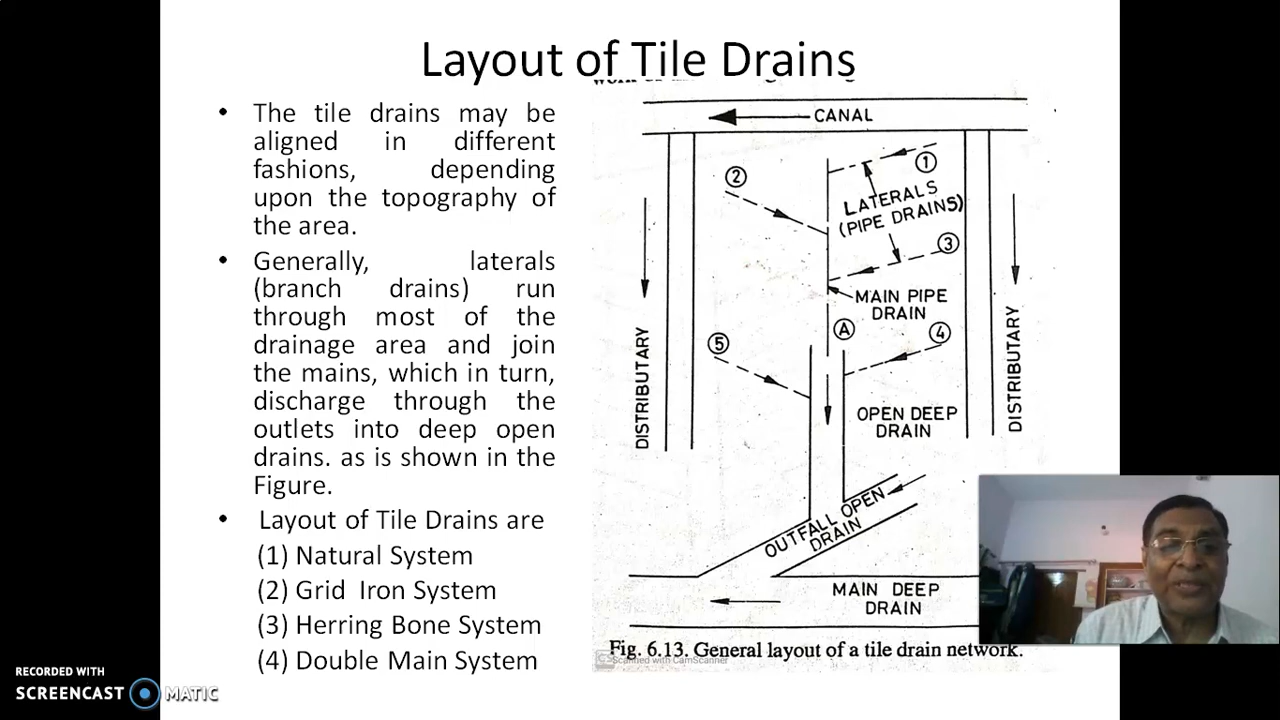 Layout of Tile Drains
• The tile drains may be
aligned in different
fashions, depending
upon the topography of
the area.
• Generally, laterals
(branch drains) run
through most of the
drainage area and join
the mains, which in turn,
discharge through the
outlets into deep open
drains. as is shown in the
Figure.
• Layout of Tile Drains are
(1) Natural System
(2) Grid Iron System
(3) Herring Bone System
(4) Double Main System
CANAL
1
2
LATERALS
(PIPE DRAINS)
3
MAIN PIPE
DRAIN
A
4
5
DISTRIBUTARY
DISTRIBUTARY
OPEN DEEP
DRAIN
OUTFALL OPEN
DRAIN
MAIN DEEP
DRAIN
Fig. 6.13. General layout of a tile drain network.
CS Scanned with CamScanner
RECORDED WITH
SCREENCAST MATIC